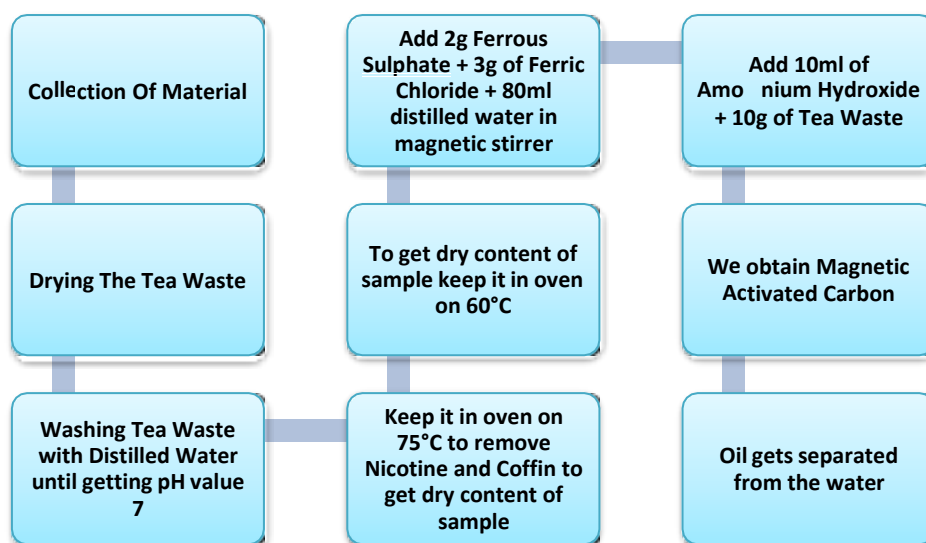 Collection Of Material
Drying The Tea Waste
Washing Tea Waste
with Distilled Water
until getting pH value
7
Keep it in oven on
75°C to remove
Nicotine and Coffin to
get dry content of
sample
To get dry content of
sample keep it in oven
on 60°C
Add 2g Ferrous
Sulphate + 3g of Ferric
Chloride + 80ml
distilled water in
magnetic stirrer
Add 10ml of
Amo nium Hydroxide
+ 10g of Tea Waste
We obtain Magnetic
Activated Carbon
Oil gets separated
from the water